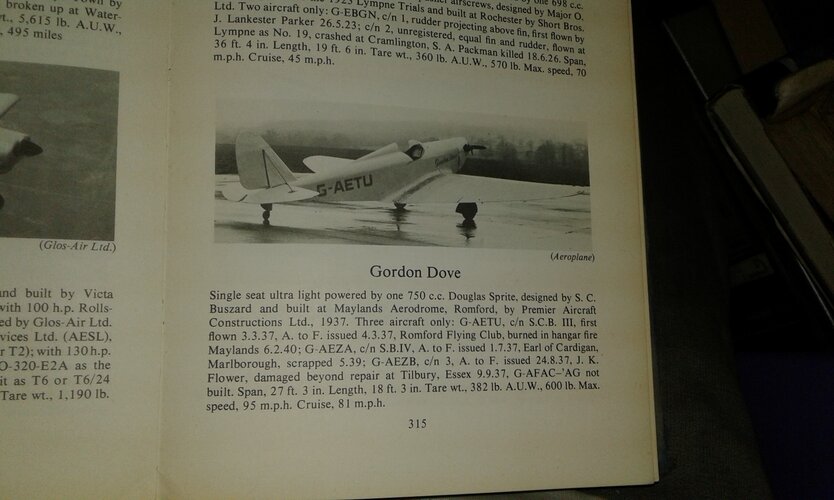 broken up at Water-
wt., 5,615 lb. A.U.W.,
, 495 miles
(Glos-Air Ltd.)
and built by Victa
with 100 h.p. Rolls-
ed by Glos-Air Ltd.
vices Ltd. (AESL),
r T2); with 130 h.p.
O-320-E2A as the
it as T6 or T6/24
Tare wt., 1,190 lb.
airscrews, designed by Major O.
Ltd. Two aircraft only: G-EBGN, c/n 1, rudder projecting above fin, first flown by
J. Lankester Parker 26.5.23; c/n 2, unregistered, equal fin and rudder, flown at
Lympne as No. 19, crashed at Cramlington, S. A. Packman killed 18.6.26. Span,
36 ft. 4 in. Length, 19 ft. 6 in. Tare wt., 360 lb. A.U.W., 570 lb. Max. speed, 70
m.p.h. Cruise, 45 m.p.h.
G-AETU
(Aeroplane)
Gordon Dove
Single seat ultra light powered by one 750 c.c. Douglas Sprite, designed by S. C.
Buszard and built at Maylands Aerodrome, Romford, by Premier Aircraft
Constructions Ltd., 1937. Three aircraft only: G-AETU, c/n S.C.B. III, first
flown 3.3.37, A. to F. issued 4.3.37, Romford Flying Club, burned in hangar fire
Maylands 6.2.40; G-AEZA, c/n S.B.IV, A. to F. issued 1.7.37, Earl of Cardigan,
Marlborough, scrapped 5.39; G-AEZB, c/n 3, A. to F. issued 24.8.37, J. K.
Flower, damaged beyond repair at Tilbury, Essex 9.9.37, G-AFAC-'AG not
built. Span, 27 ft. 3 in. Length, 18 ft. 3 in. Tare wt., 382 lb. A.U.W., 600 lb. Max.
speed, 95 m.p.h. Cruise, 81 m.p.h.
315